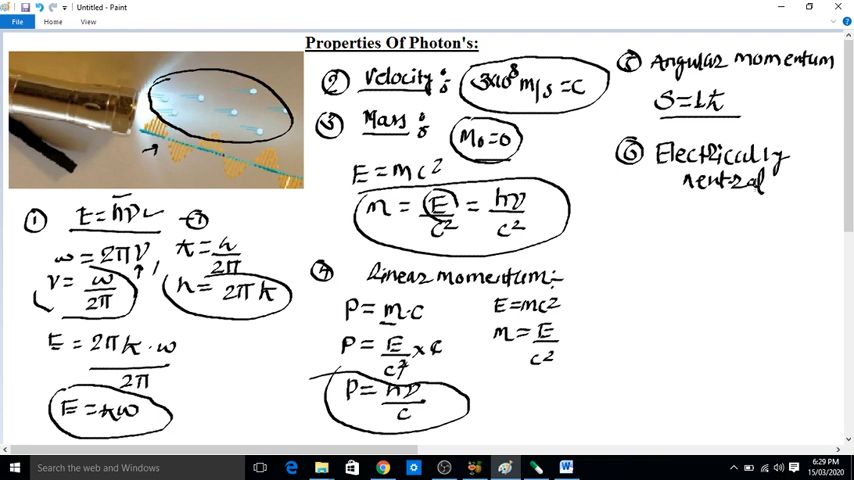 Untitled - Paint
File Home View
Properties Of Photon's:
① E = hν ✓ —①
ω = 2πν
ν = ω/2π
ħ = h/2π
h = 2πħ
E = 2πħ · ω / 2π
E = ħω
② Velocity: 3×10⁸ m/s = C
③ Mass: M₀ = 0
E = mc²
m = E/c² = hν/c²
④ Linear momentum:-
P = m·c
P = E/c² × c
P = hν/c
E = mc²
m = E/c²
⑤ Angular momentum
S = 1ħ
⑥ Electrically
neutral
Search the web and Windows
6:29 PM
15/03/2020